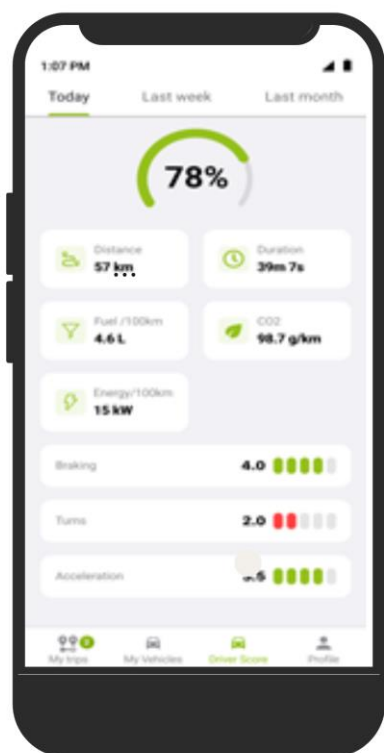 1:07 PM
Today Last week Last month
78%
Distance
57 km
Duration
39m 7s
Fuel /100km
4.6 L
CO2
98.7 g/km
Energy/100km
15 kW
Braking 4.0
Turns 2.0
Acceleration
My trips My Vehicles Driver Score Profile